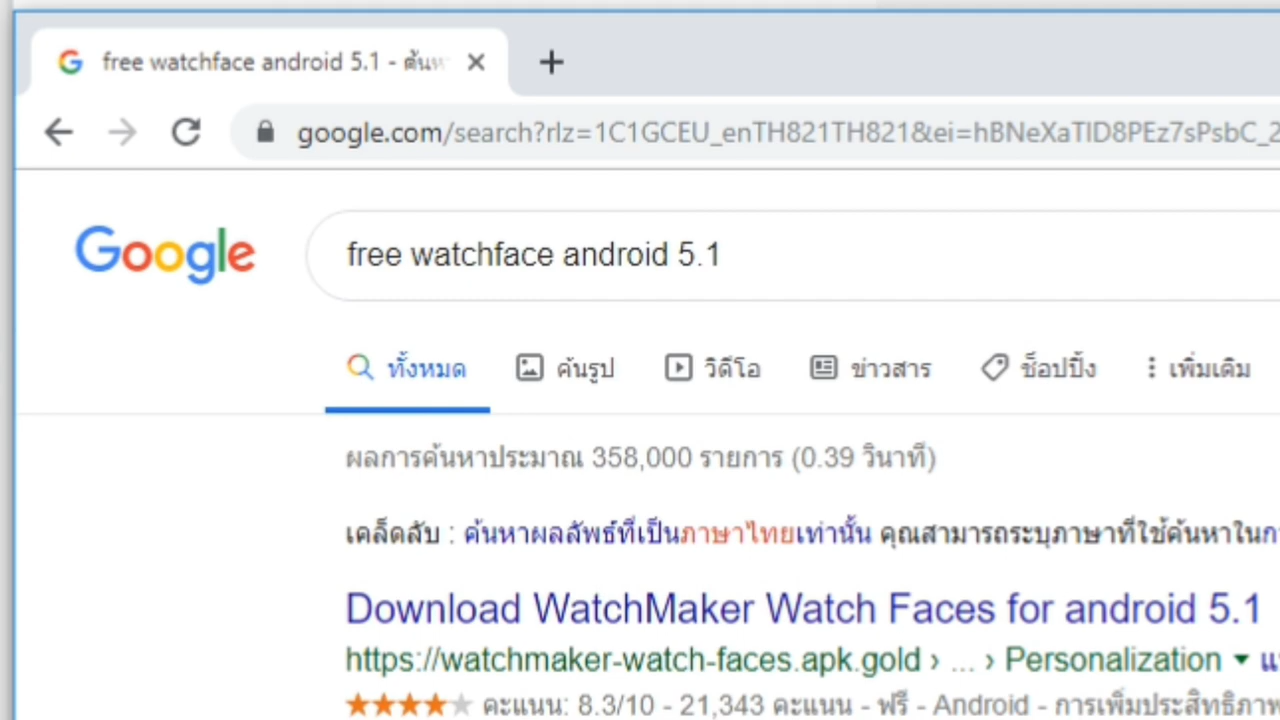 free watchface android 5.1 - ค้นห
google.com/search?rlz=1C1GCEU_enTH821TH821&ei=hBNeXaTID8PEz7sPsbC_2
Google
free watchface android 5.1
ทั้งหมด ค้นรูป วิดีโอ ข่าวสาร ช็อปปิ้ง เพิ่มเติม
ผลการค้นหาประมาณ 358,000 รายการ (0.39 วินาที)
เคล็ดลับ : ค้นหาผลลัพธ์ที่เป็นภาษาไทยเท่านั้น คุณสามารถระบุภาษาที่ใช้ค้นหาใน
Download WatchMaker Watch Faces for android 5.1
https://watchmaker-watch-faces.apk.gold › ... › Personalization
คะแนน: 8.3/10 - 21,343 คะแนน - ฟรี - Android - การเพิ่มประสิทธิภาพ